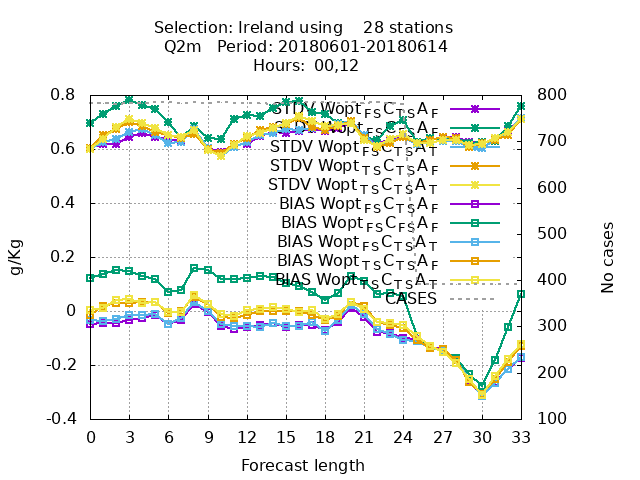 Selection: Ireland using 28 stations
Q2m Period: 20180601-20180614
Hours: 00,12
0.8
0.6
0.4
0.2
0
-0.2
-0.4
g/Kg
800
700
600
500
400
300
200
100
No cases
STDV Wopt FS C TS A F
STDV Wopt FS C FS A F
STDV Wopt FS C TS A T
STDV Wopt TS C TS A F
STDV Wopt TS C TS A T
BIAS Wopt FS C TS A F
BIAS Wopt FS C FS A F
BIAS Wopt FS C TS A T
BIAS Wopt TS C TS A F
BIAS Wopt TS C TS A T
CASES
0 3 6 9 12 15 18 21 24 27 30 33
Forecast length